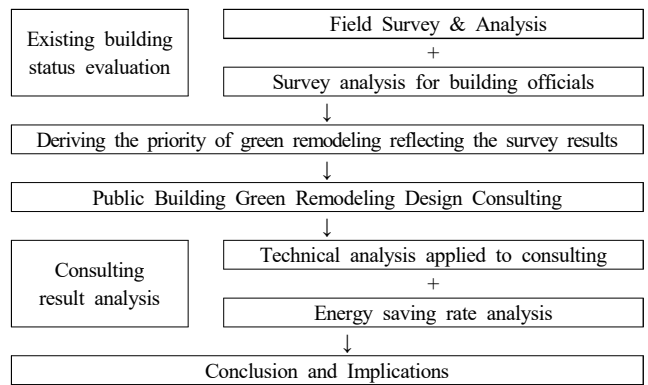 Existing building
status evaluation
Field Survey & Analysis
+
Survey analysis for building officials
↓
Deriving the priority of green remodeling reflecting the survey results
↓
Public Building Green Remodeling Design Consulting
↓
Consulting
result analysis
Technical analysis applied to consulting
+
Energy saving rate analysis
↓
Conclusion and Implications